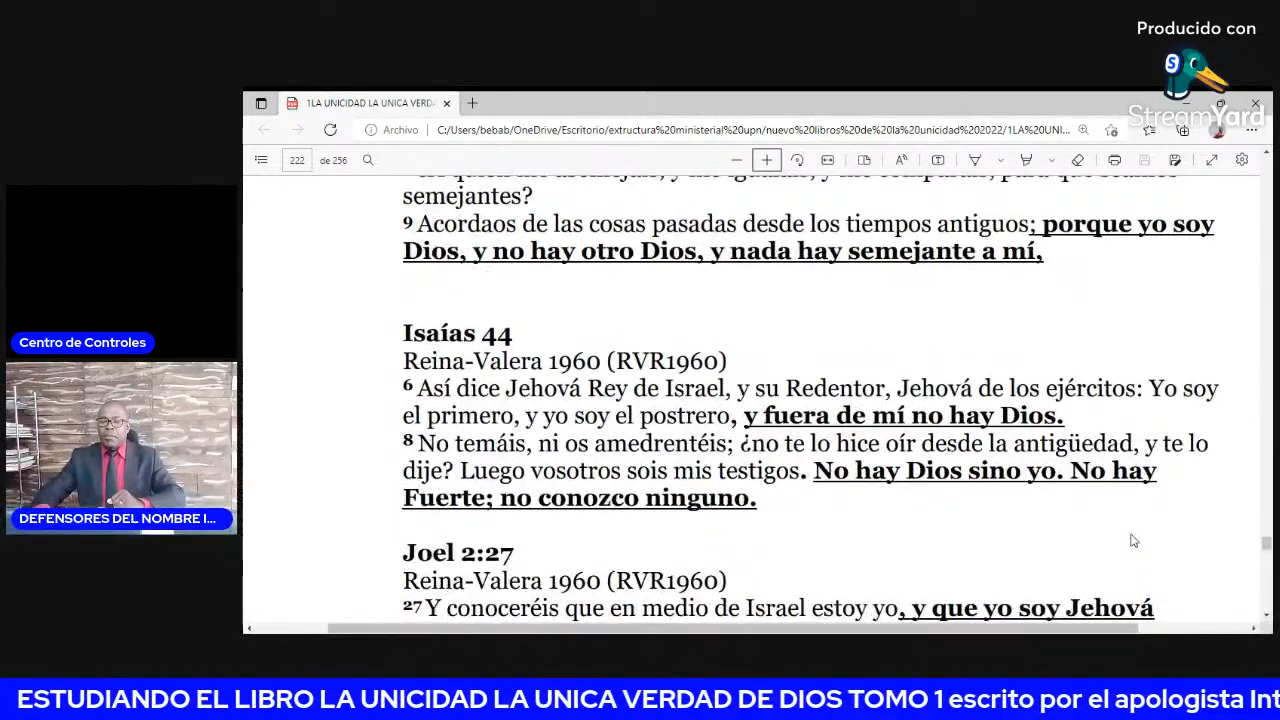 Producido con
StreamYard
1LA UNICIDAD LA UNICA VERD
Archivo
C:/Users/bebab/OneDrive/Escritorio/extructura%20ministerial%20upn/nuevo%20libros%20de%20la%20unicidad%202022/1LA%20UNI...
222
de 256
semejantes?
9 Acordaos de las cosas pasadas desde los tiempos antiguos; porque yo soy
Dios, y no hay otro Dios, y nada hay semejante a mí,
Isaías 44
Reina-Valera 1960 (RVR1960)
6 Así dice Jehová Rey de Israel, y su Redentor, Jehová de los ejércitos: Yo soy
el primero, y yo soy el postrero, y fuera de mí no hay Dios.
8 No temáis, ni os amedrentéis; ¿no te lo hice oír desde la antigüedad, y te lo
dije? Luego vosotros sois mis testigos. No hay Dios sino yo. No hay
Fuerte; no conozco ninguno.
Joel 2:27
Reina-Valera 1960 (RVR1960)
27 Y conoceréis que en medio de Israel estoy yo, y que yo soy Jehová
Centro de Controles
DEFENSORES DEL NOMBRE I...
ESTUDIANDO EL LIBRO LA UNICIDAD LA UNICA VERDAD DE DIOS TOMO 1 escrito por el apologista Int